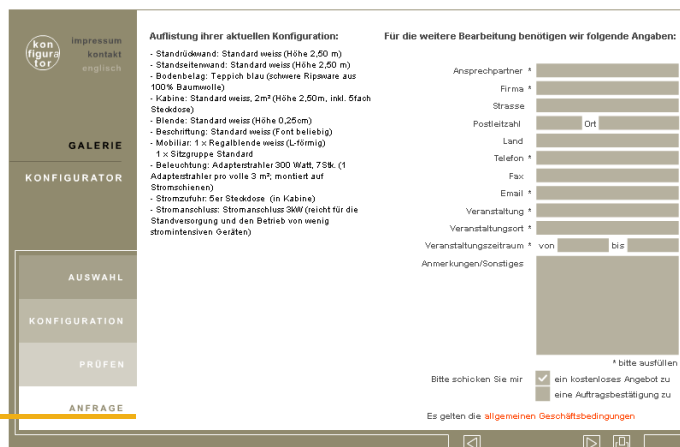 kon
figura
tor
impressum
kontakt
englisch
GALERIE
KONFIGURATOR
AUSWAHL
KONFIGURATION
PRÜFEN
ANFRAGE
Auflistung ihrer aktuellen Konfiguration:
- Standrückwand: Standard weiss (Höhe 2,50 m)
- Standseitenwand: Standard weiss (Höhe 2,50 m)
- Bodenbelag: Teppich blau (schwere Ripsware aus
100% Baumwolle)
- Kabine: Standard weiss, 2m² (Höhe 2,50m, inkl. 5fach
Steckdose)
- Blende: Standard weiss (Höhe 0,25cm)
- Beschriftung: Standard weiss (Font beliebig)
- Mobiliar: 1 x Regalblende weiss (L-förmig)
1 x Sitzgruppe Standard
- Beleuchtung: Adapterstrahler 300 Watt, 7Stk. (1
Adapterstrahler pro volle 3 m²; montiert auf
Stromschienen)
- Stromzufuhr: 5er Steckdose (in Kabine)
- Stromanschluss: Stromanschluss 3kW (reicht für die
Standversorgung und den Betrieb von wenig
stromintensiven Geräten)
Für die weitere Bearbeitung benötigen wir folgende Angaben:
Ansprechpartner *
Firma *
Strasse
Postleitzahl Ort
Land
Telefon *
Fax
Email *
Veranstaltung *
Veranstaltungsort *
Veranstaltungszeitraum * von bis
Anmerkungen/Sonstiges
* bitte ausfüllen
Bitte schicken Sie mir ein kostenloses Angebot zu
eine Auftragsbestätigung zu
Es gelten die allgemeinen Geschäftsbedingungen